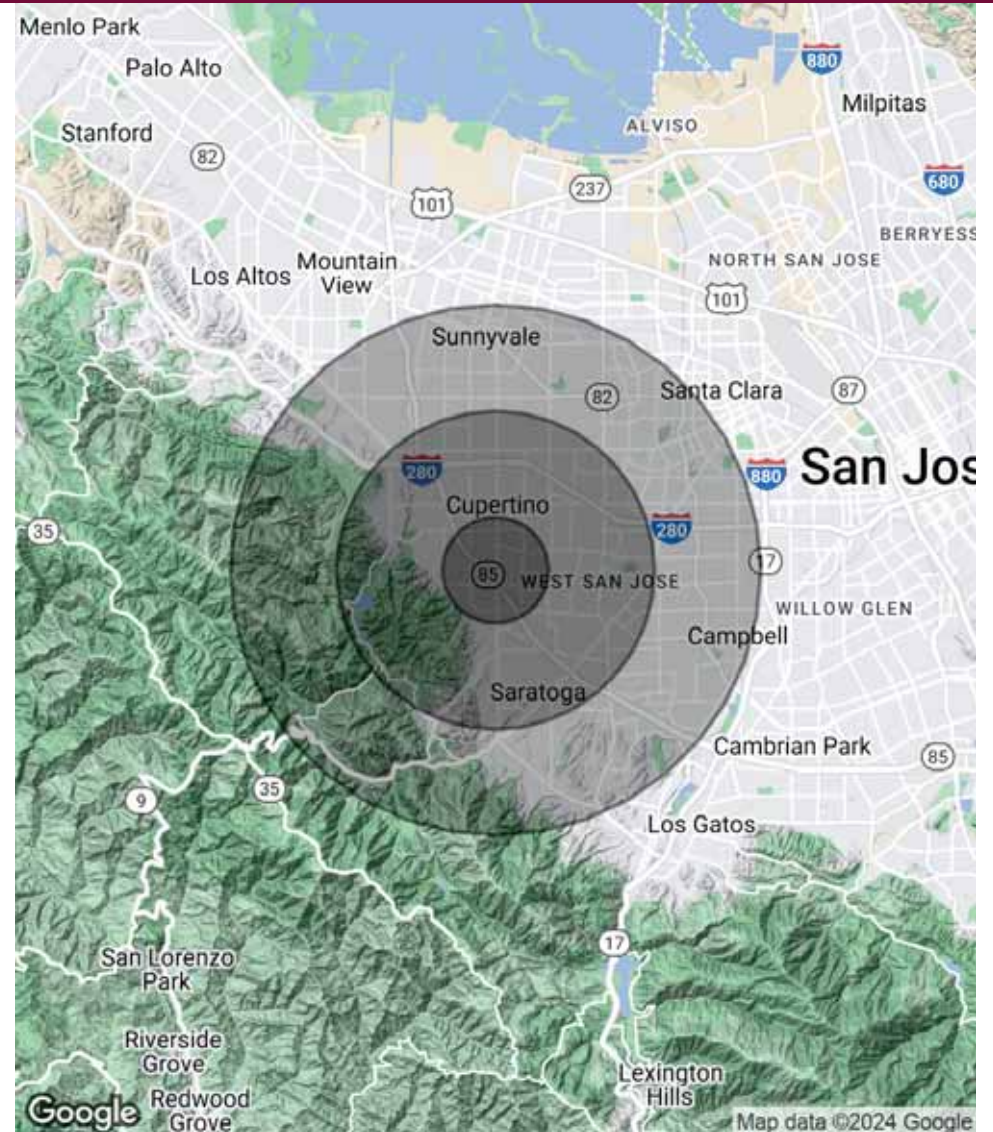 Menlo Park
Palo Alto
880
Milpitas
Stanford
ALVISO
82
237
680
101
BERRYESS
NORTH SAN JOSE
Los Altos
Mountain
View
101
Sunnyvale
Santa Clara
82
87
280
880
San Jos
Cupertino
35
280
85
WEST SAN JOSE
17
WILLOW GLEN
Campbell
Saratoga
Cambrian Park
85
9
35
Los Gatos
17
San Lorenzo
Park
Riverside
Grove
Redwood
Grove
Lexington
Hills
Google
Map data ©2024 Google